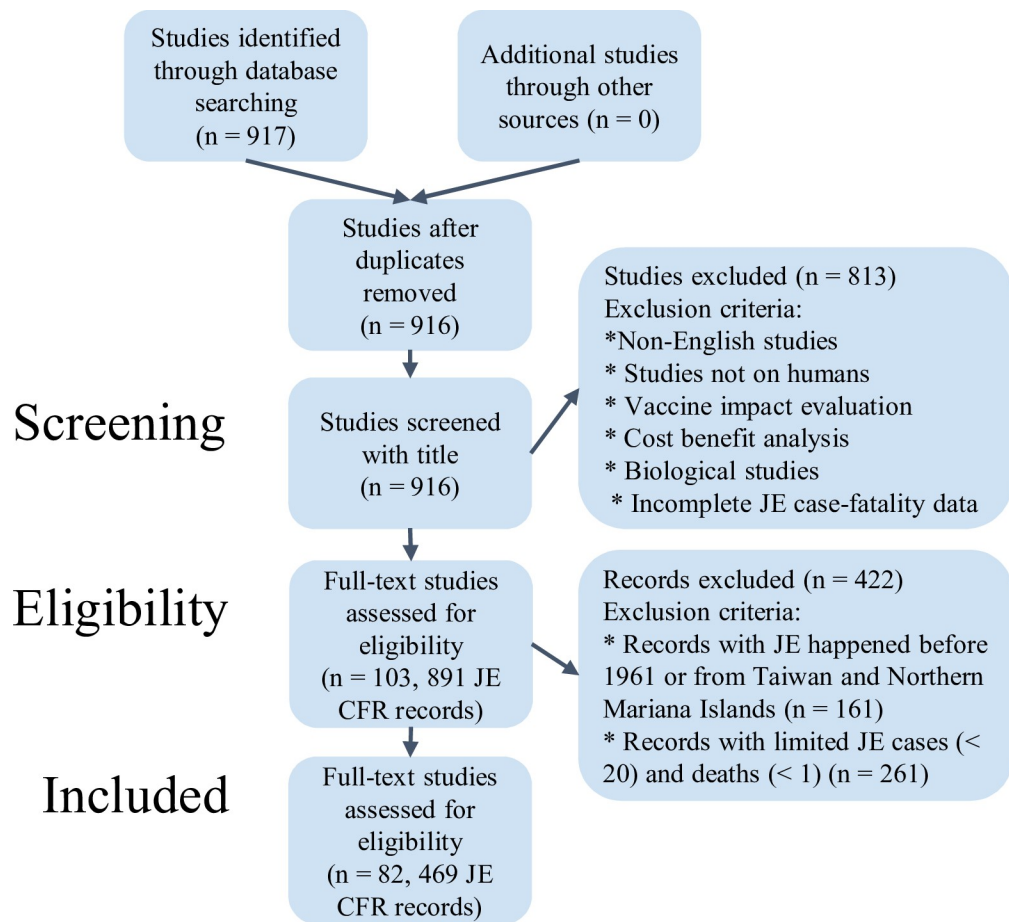 Studies identified
through database
searching
(n = 917)
Additional studies
through other
sources (n = 0)
Studies after
duplicates
removed
(n = 916)
Screening
Studies screened
with title
(n = 916)
Studies excluded (n = 813)
Exclusion criteria:
*Non-English studies
* Studies not on humans
* Vaccine impact evaluation
* Cost benefit analysis
* Biological studies
* Incomplete JE case-fatality data
Eligibility
Full-text studies
assessed for
eligibility
(n = 103, 891 JE
CFR records)
Records excluded (n = 422)
Exclusion criteria:
* Records with JE happened before
1961 or from Taiwan and Northern
Mariana Islands (n = 161)
* Records with limited JE cases (<
20) and deaths (< 1) (n = 261)
Included
Full-text studies
assessed for
eligibility
(n = 82, 469 JE
CFR records)